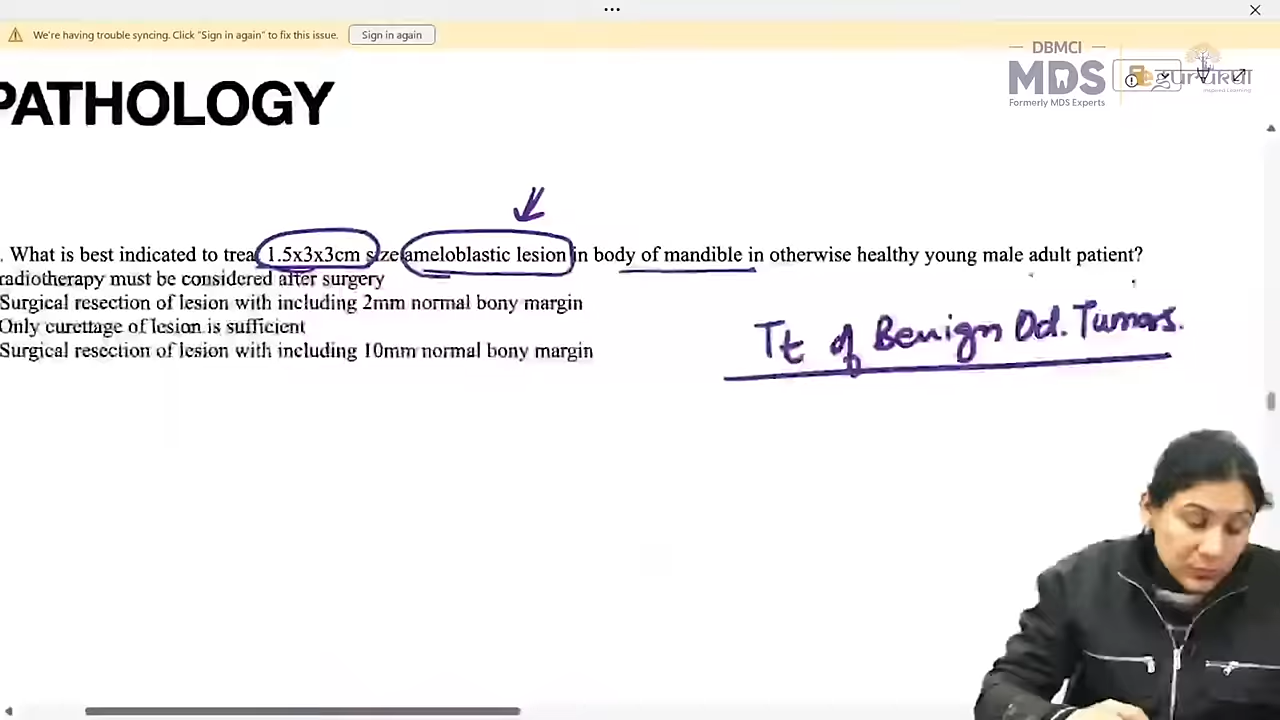 ...
We're having trouble syncing. Click "Sign in again" to fix this issue. Sign in again
DBMCI
MDS
Formerly MDS Experts
eगुरुकुल
Inspired Learning
PATHOLOGY
. What is best indicated to trea 1.5x3x3cm size ameloblastic lesion in body of mandible in otherwise healthy young male adult patient?
radiotherapy must be considered after surgery
Surgical resection of lesion with including 2mm normal bony margin
Only curettage of lesion is sufficient
Surgical resection of lesion with including 10mm normal bony margin
Tt of Benign Od. Tumors.